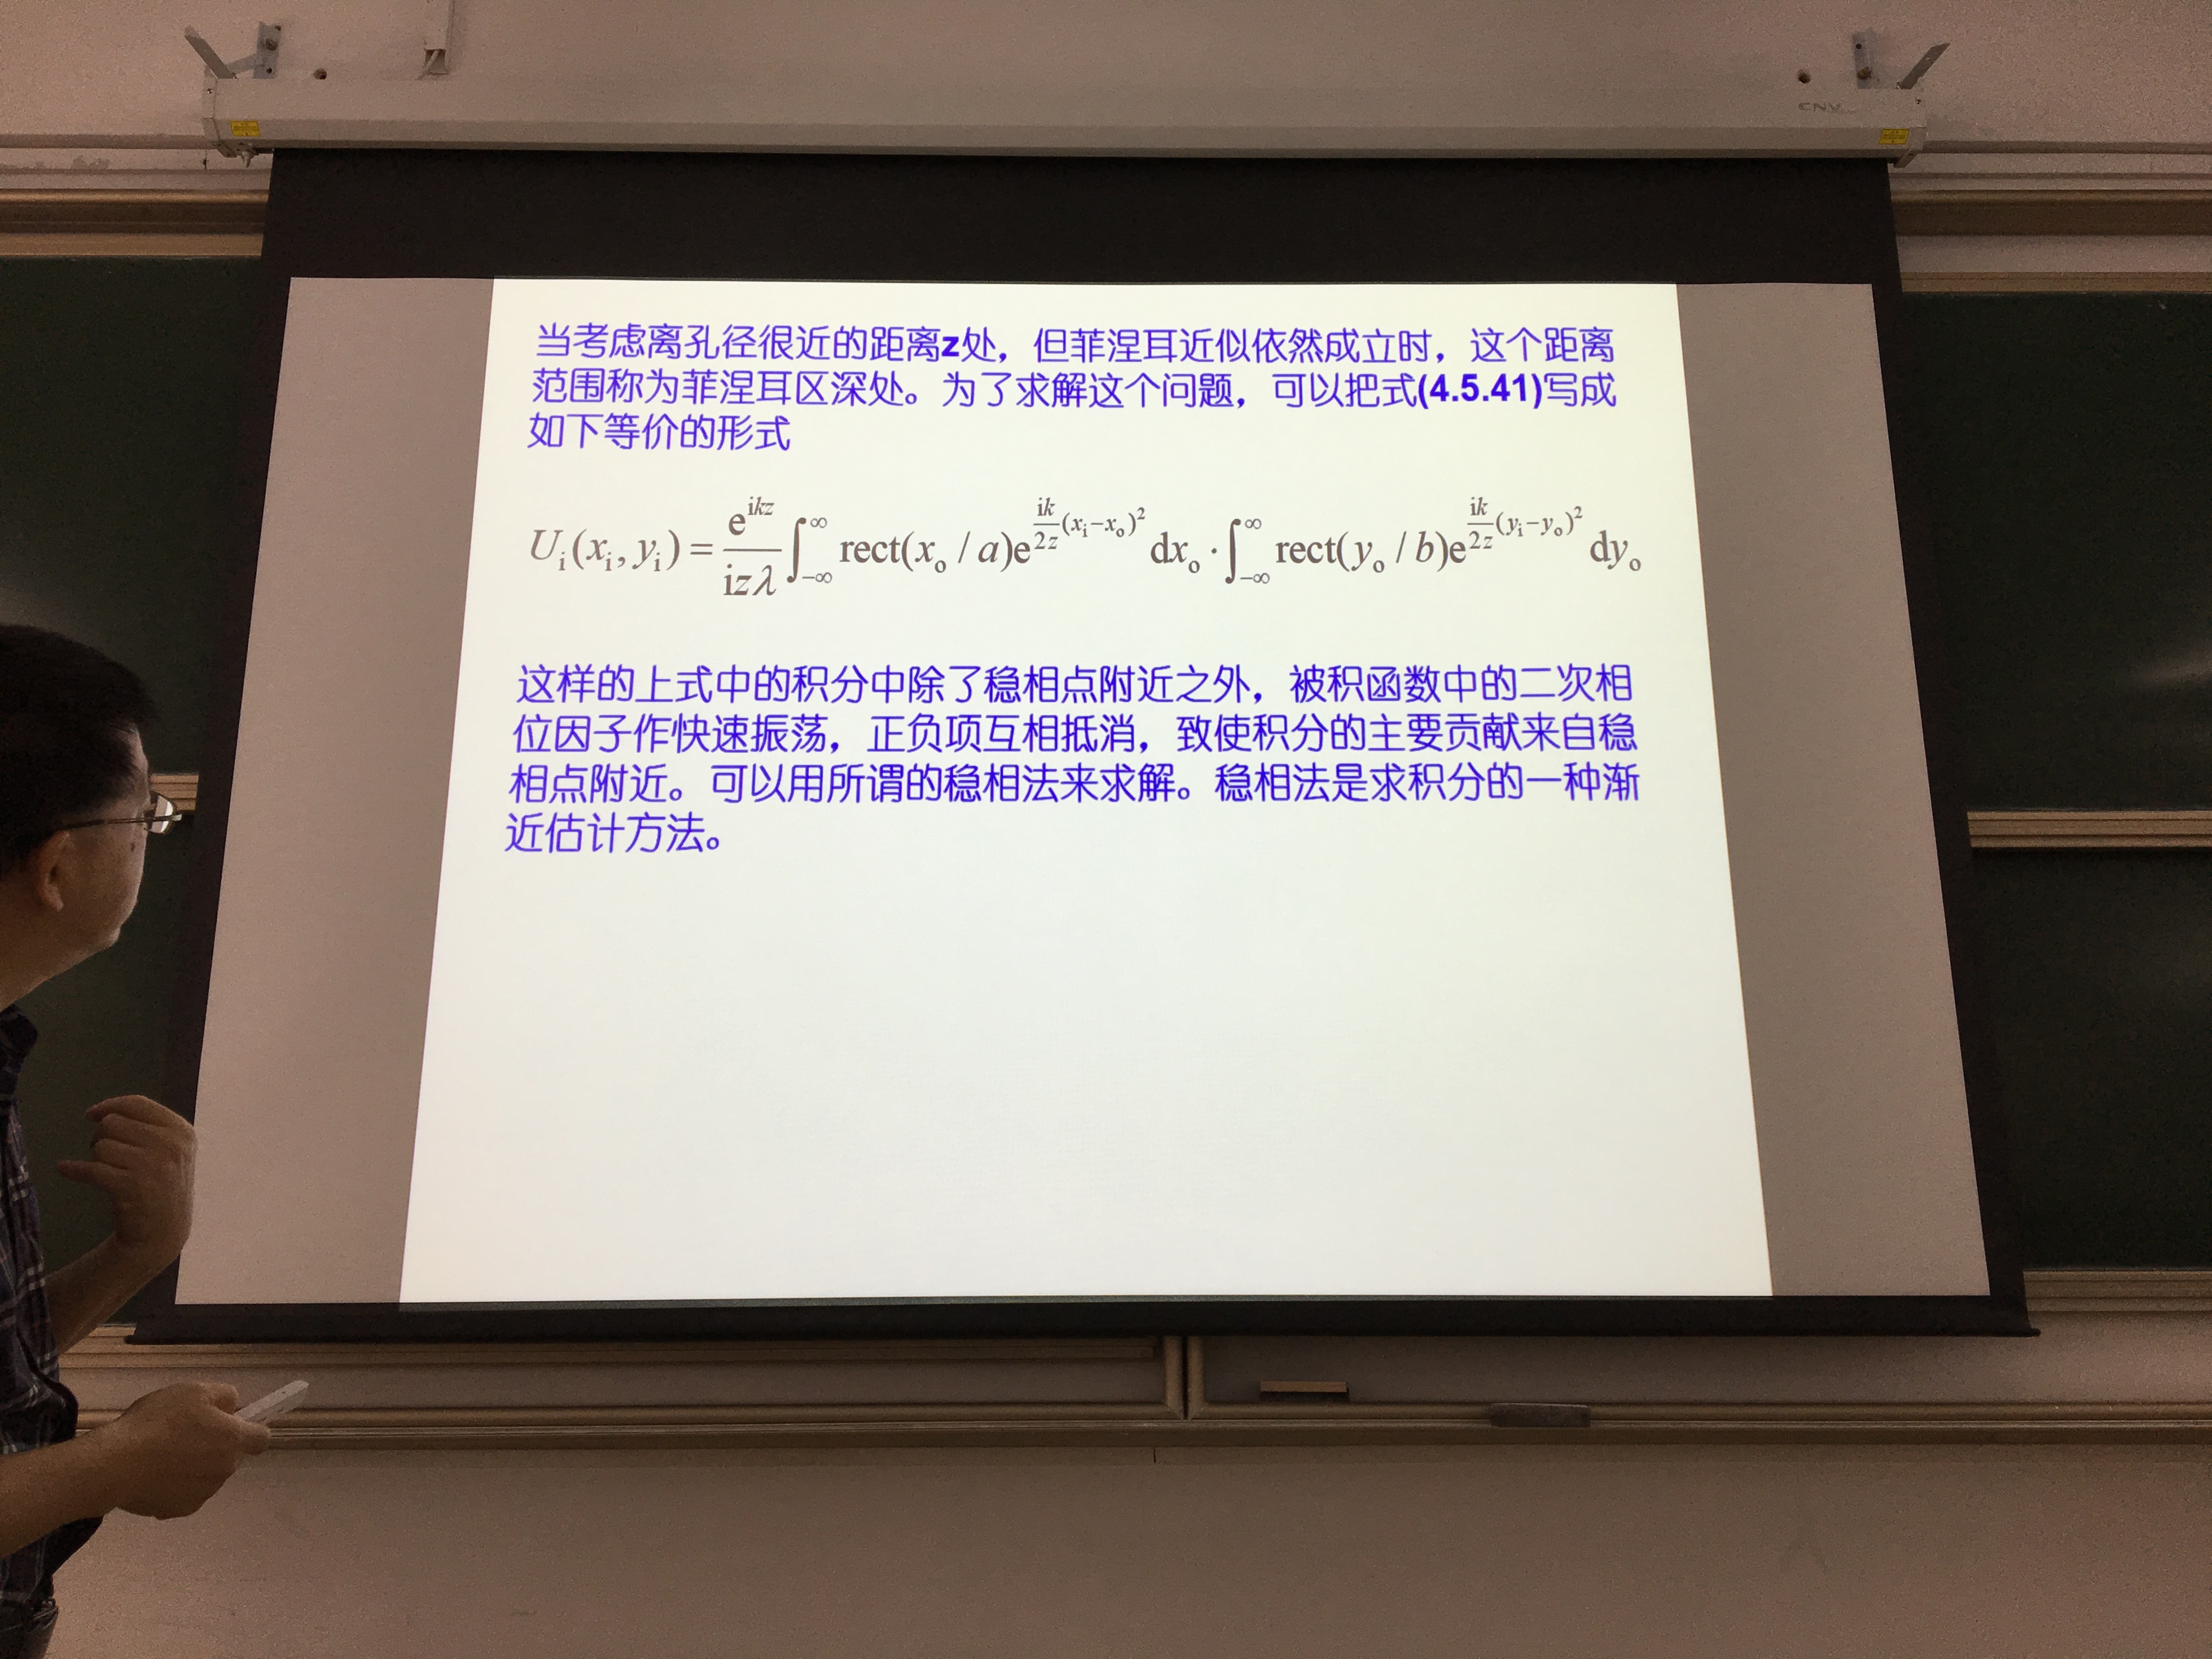 当考虑离孔径很近的距离z处，但菲涅耳近似依然成立时，这个距离
范围称为菲涅耳区深处。为了求解这个问题，可以把式(4.5.41)写成
如下等价的形式
U_i(x_i, y_i) = \frac{e^{ikz}}{izλ} ∫_{-∞}^{∞} rect(x_o / a)e^{\frac{ik}{2z}(x_i-x_o)^2} dx_o · ∫_{-∞}^{∞} rect(y_o / b)e^{\frac{ik}{2z}(y_i-y_o)^2} dy_o
这样的上式中的积分中除了稳相点附近之外，被积函数中的二次相
位因子作快速振荡，正负项互相抵消，致使积分的主要贡献来自稳
相点附近。可以用所谓的稳相法来求解。稳相法是求积分的一种渐
近估计方法。